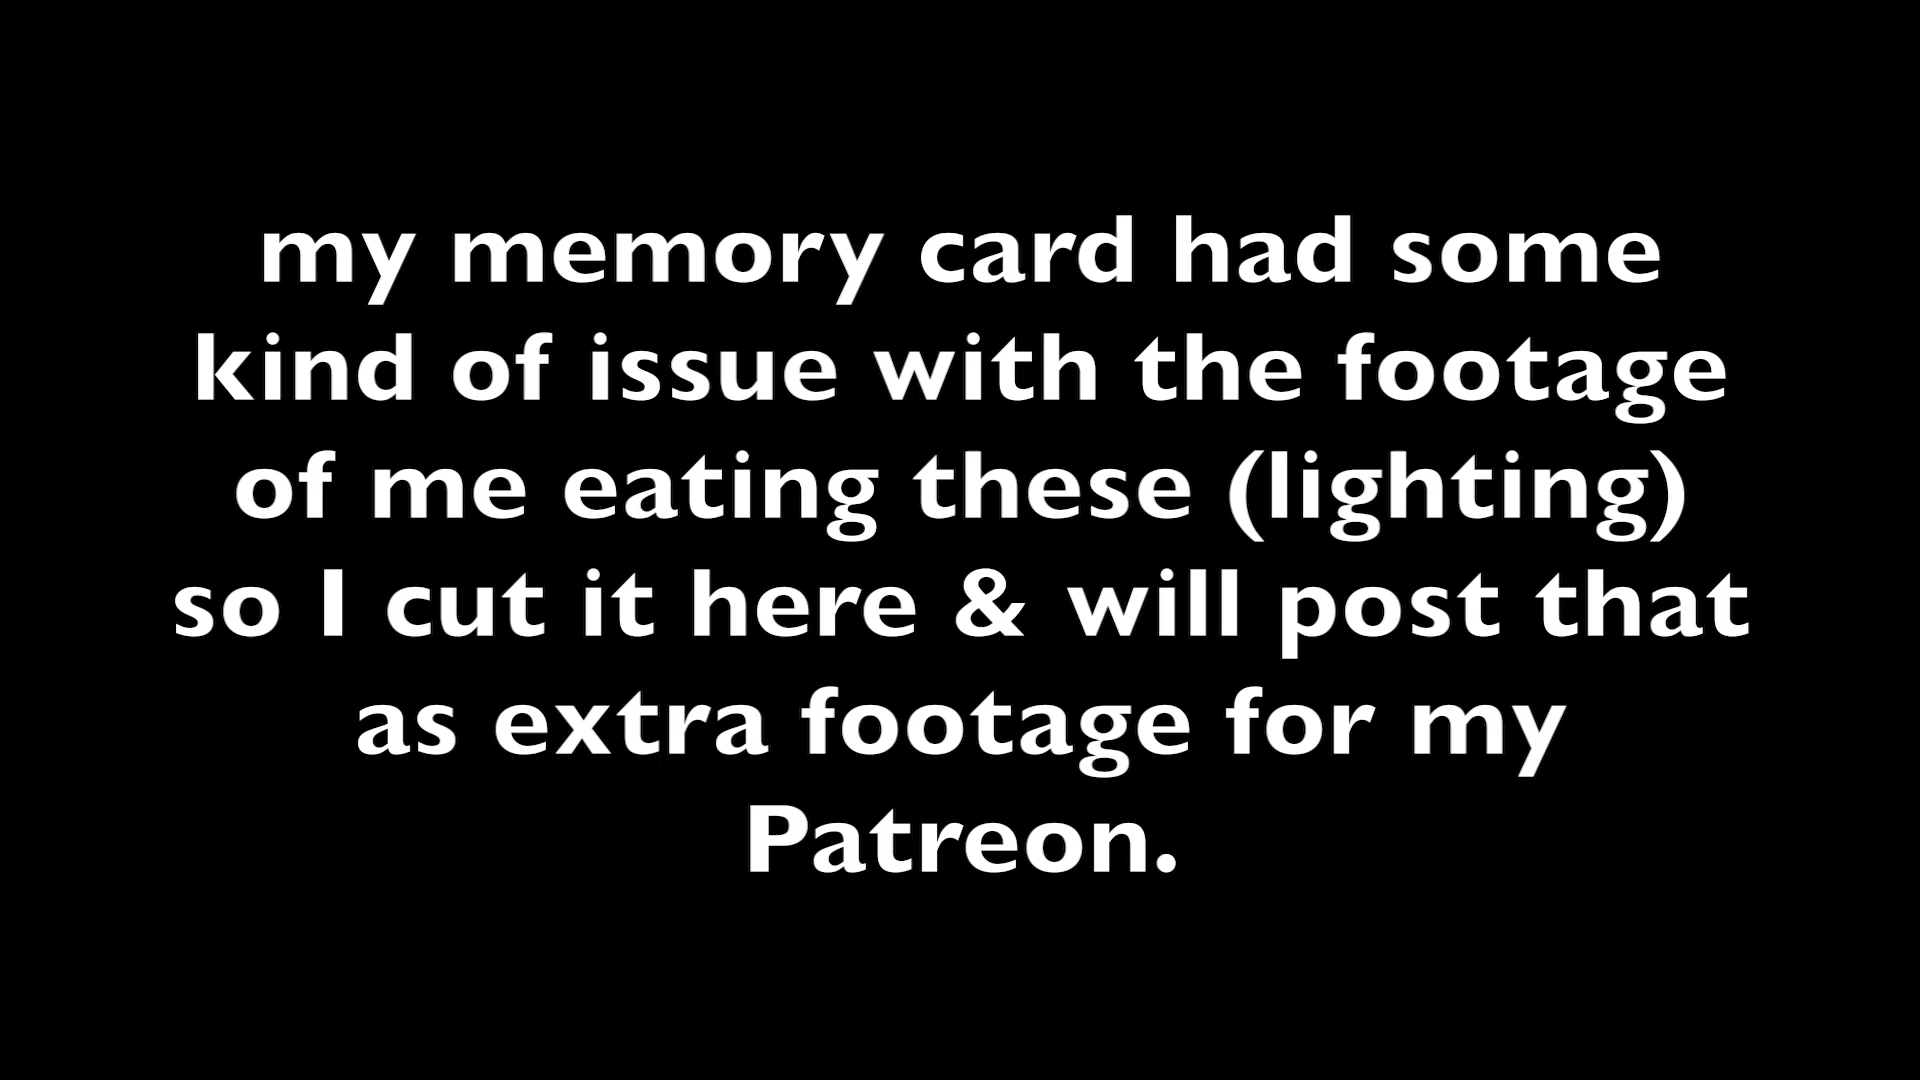 my memory card had some
kind of issue with the footage
of me eating these (lighting)
so I cut it here & will post that
as extra footage for my
Patreon.